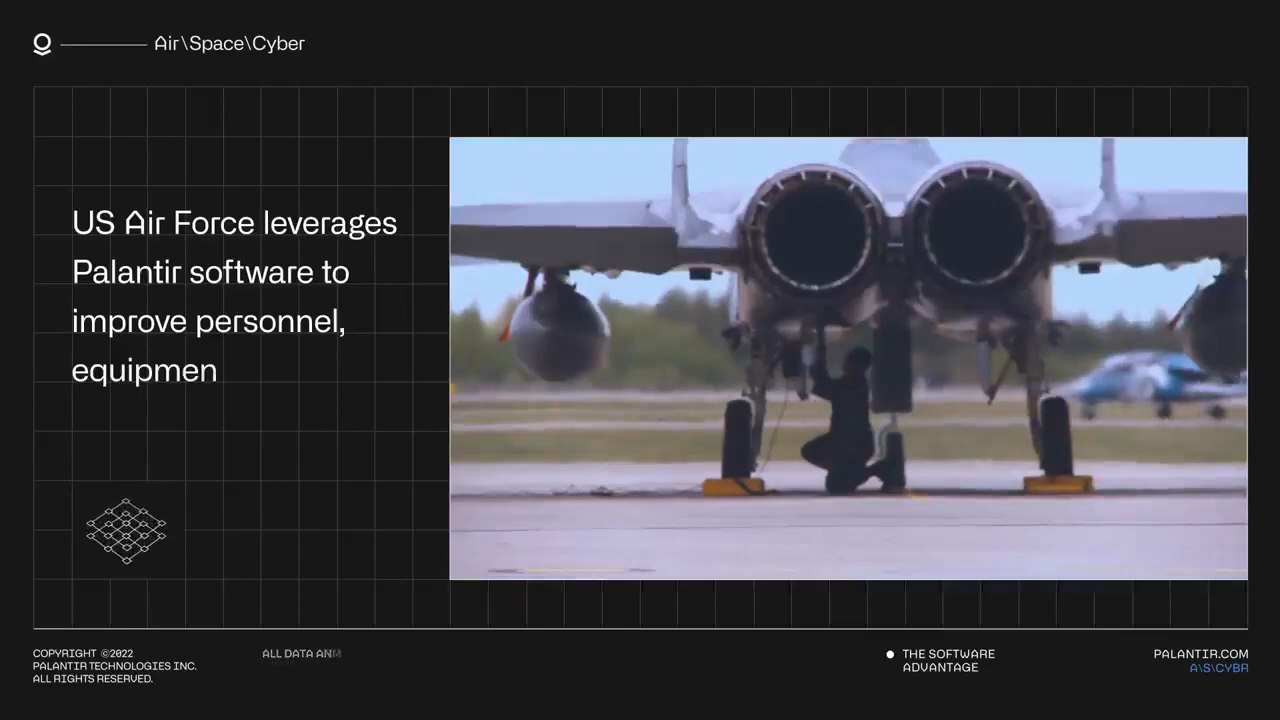 Air\Space\Cyber
US Air Force leverages
Palantir software to
improve personnel,
equipmen
COPYRIGHT ©2022
PALANTIR TECHNOLOGIES INC.
ALL RIGHTS RESERVED.
ALL DATA
THE SOFTWARE
ADVANTAGE
PALANTIR.COM
A\S\CYBR